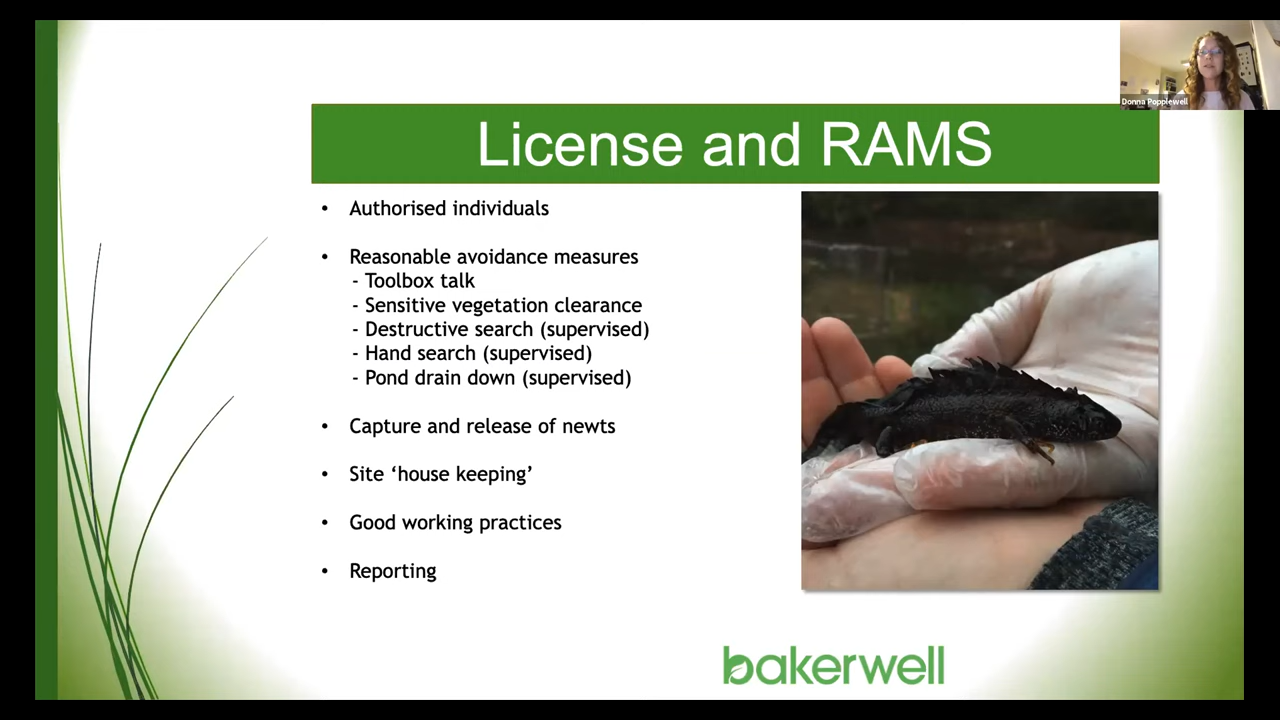 Donna Popplewell
License and RAMS
• Authorised individuals
• Reasonable avoidance measures
- Toolbox talk
- Sensitive vegetation clearance
- Destructive search (supervised)
- Hand search (supervised)
- Pond drain down (supervised)
• Capture and release of newts
• Site ‘house keeping’
• Good working practices
• Reporting
bakerwell